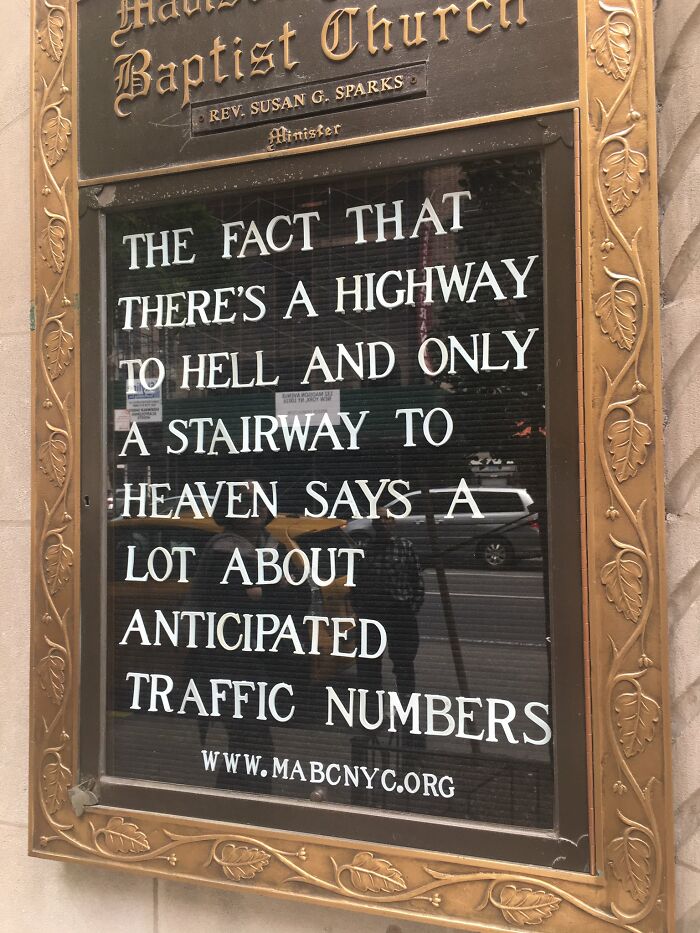 Baptist Church
REV. SUSAN G. SPARKS
Minister
THE FACT THAT
THERE'S A HIGHWAY
TO HELL AND ONLY
A STAIRWAY TO
HEAVEN SAYS A
LOT ABOUT
ANTICIPATED
TRAFFIC NUMBERS
WWW.MABCNYC.ORG